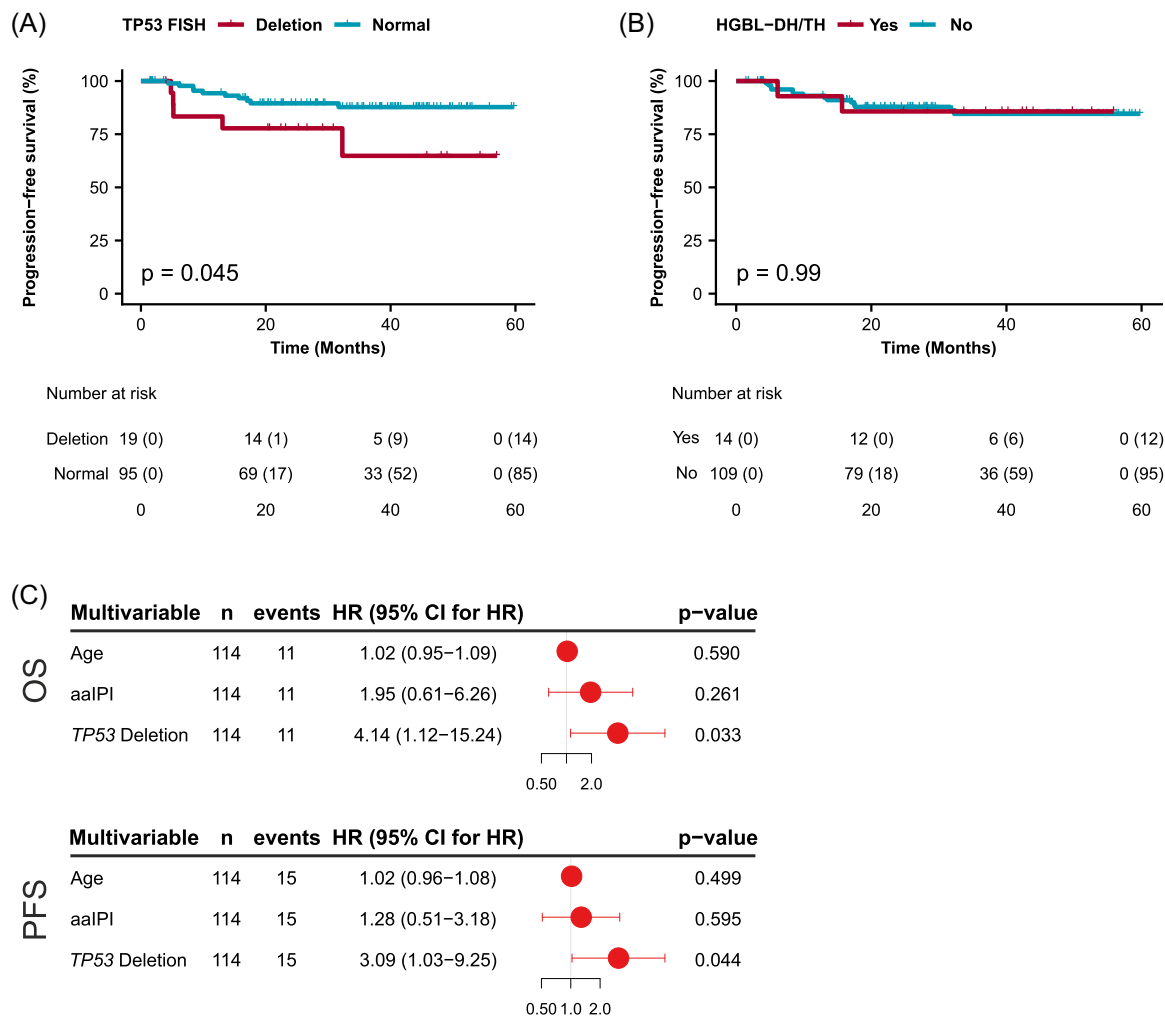 (A)
TP53 FISH Deletion Normal
Progression−free survival (%)
100
75
50
25
0
p = 0.045
0 20 40 60
Time (Months)
Number at risk
Deletion 19 (0) 14 (1) 5 (9) 0 (14)
Normal 95 (0) 69 (17) 33 (52) 0 (85)
0 20 40 60
(B)
HGBL−DH/TH Yes No
Progression−free survival (%)
100
75
50
25
0
p = 0.99
0 20 40 60
Time (Months)
Number at risk
Yes 14 (0) 12 (0) 6 (6) 0 (12)
No 109 (0) 79 (18) 36 (59) 0 (95)
0 20 40 60
(C)
OS
Multivariable n events HR (95% CI for HR) p−value
Age 114 11 1.02 (0.95−1.09) 0.590
aaIPI 114 11 1.95 (0.61−6.26) 0.261
TP53 Deletion 114 11 4.14 (1.12−15.24) 0.033
0.50 2.0
PFS
Multivariable n events HR (95% CI for HR) p−value
Age 114 15 1.02 (0.96−1.08) 0.499
aaIPI 114 15 1.28 (0.51−3.18) 0.595
TP53 Deletion 114 15 3.09 (1.03−9.25) 0.044
0.50 1.0 2.0